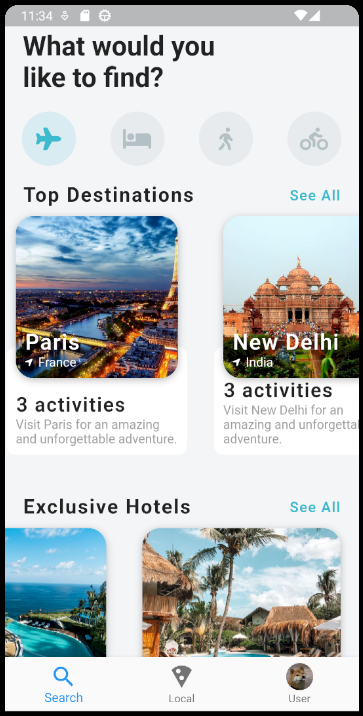 11:34
What would you
like to find?
Top Destinations
See All
Paris
France
3 activities
Visit Paris for an amazing
and unforgettable adventure.
New Delhi
India
3 activities
Visit New Delhi for an
amazing and unforgettal
adventure.
Exclusive Hotels
See All
Search
Local
User